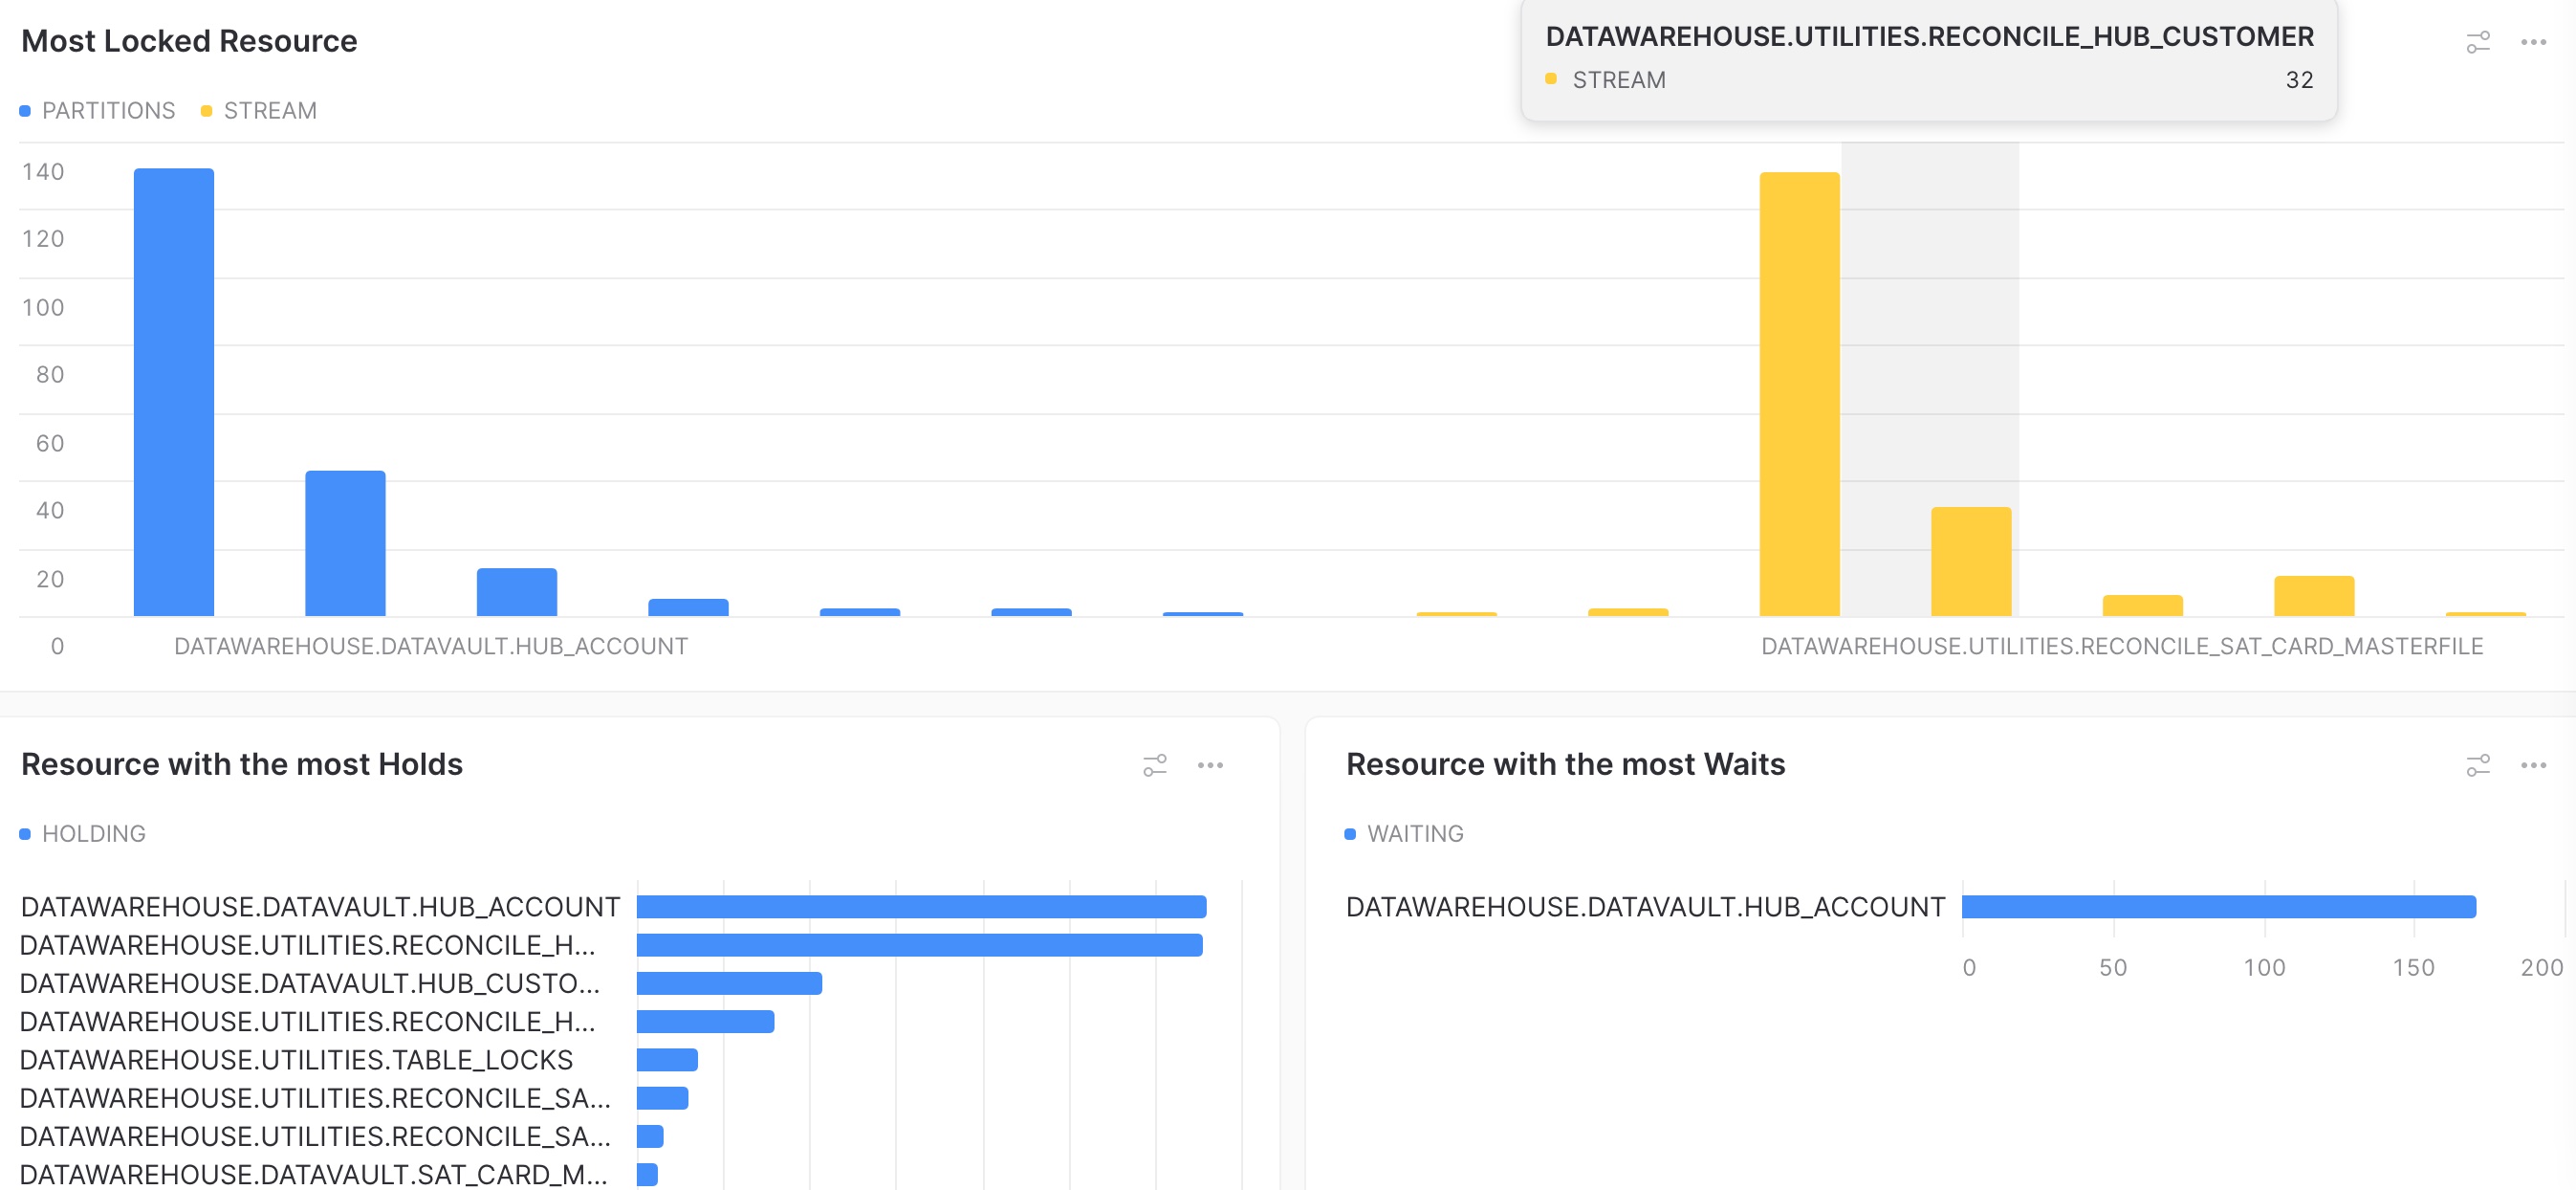 Most Locked Resource
DATAWAREHOUSE.UTILITIES.RECONCILE_HUB_CUSTOMER
STREAM 32
PARTITIONS STREAM
140
120
100
80
60
40
20
0
DATAWAREHOUSE.DATAVAULT.HUB_ACCOUNT DATAWAREHOUSE.UTILITIES.RECONCILE_SAT_CARD_MASTERFILE
Resource with the most Holds
HOLDING
DATAWAREHOUSE.DATAVAULT.HUB_ACCOUNT
DATAWAREHOUSE.UTILITIES.RECONCILE_H...
DATAWAREHOUSE.DATAVAULT.HUB_CUSTO...
DATAWAREHOUSE.UTILITIES.RECONCILE_H...
DATAWAREHOUSE.UTILITIES.TABLE_LOCKS
DATAWAREHOUSE.UTILITIES.RECONCILE_SA...
DATAWAREHOUSE.UTILITIES.RECONCILE_SA...
DATAWAREHOUSE.DATAVAULT.SAT_CARD_M...
Resource with the most Waits
WAITING
DATAWAREHOUSE.DATAVAULT.HUB_ACCOUNT
0 50 100 150 200